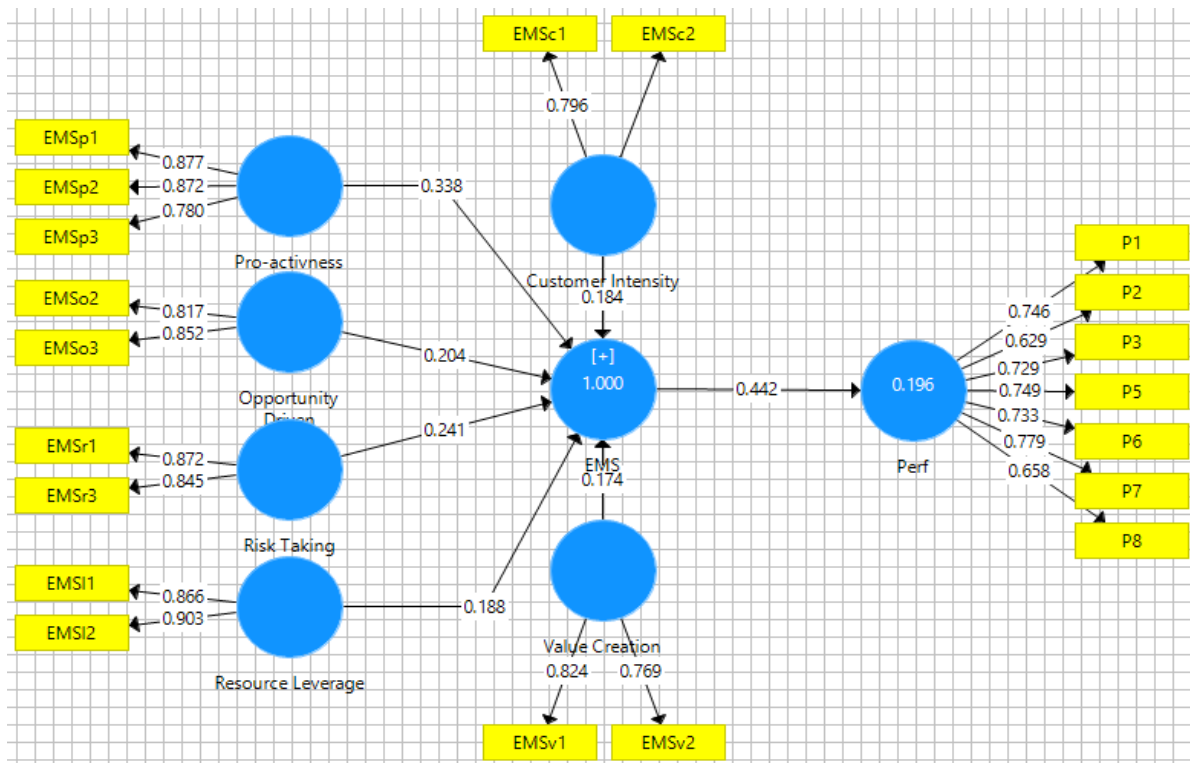 EMSc1
EMSc2
0.796
EMSp1
EMSp2
EMSp3
0.877
0.872
0.780
Pro-activness
0.338
Customer Intensity
0.184
EMSo2
EMSo3
0.817
0.852
Opportunity
Driven
0.204
EMSr1
EMSr3
0.872
0.845
Risk Taking
0.241
EMSl1
EMSl2
0.866
0.903
Resource Leverage
0.188
[+]
1.000
EMS
0.174
Value Creation
0.824
0.769
EMSv1
EMSv2
0.442
0.196
Perf
0.746
0.629
0.729
0.749
0.733
0.779
0.658
P1
P2
P3
P5
P6
P7
P8